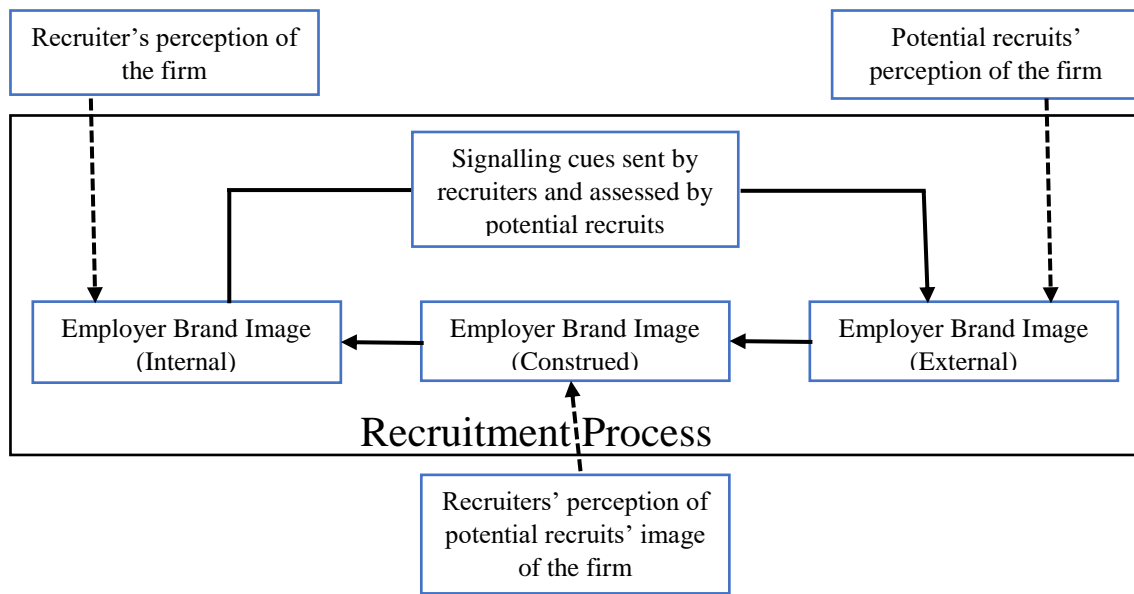 Recruiter’s perception of
the firm
Potential recruits’
perception of the firm
Signalling cues sent by
recruiters and assessed by
potential recruits
Employer Brand Image
(Internal)
Employer Brand Image
(Construed)
Employer Brand Image
(External)
Recruitment Process
Recruiters’ perception of
potential recruits’ image
of the firm